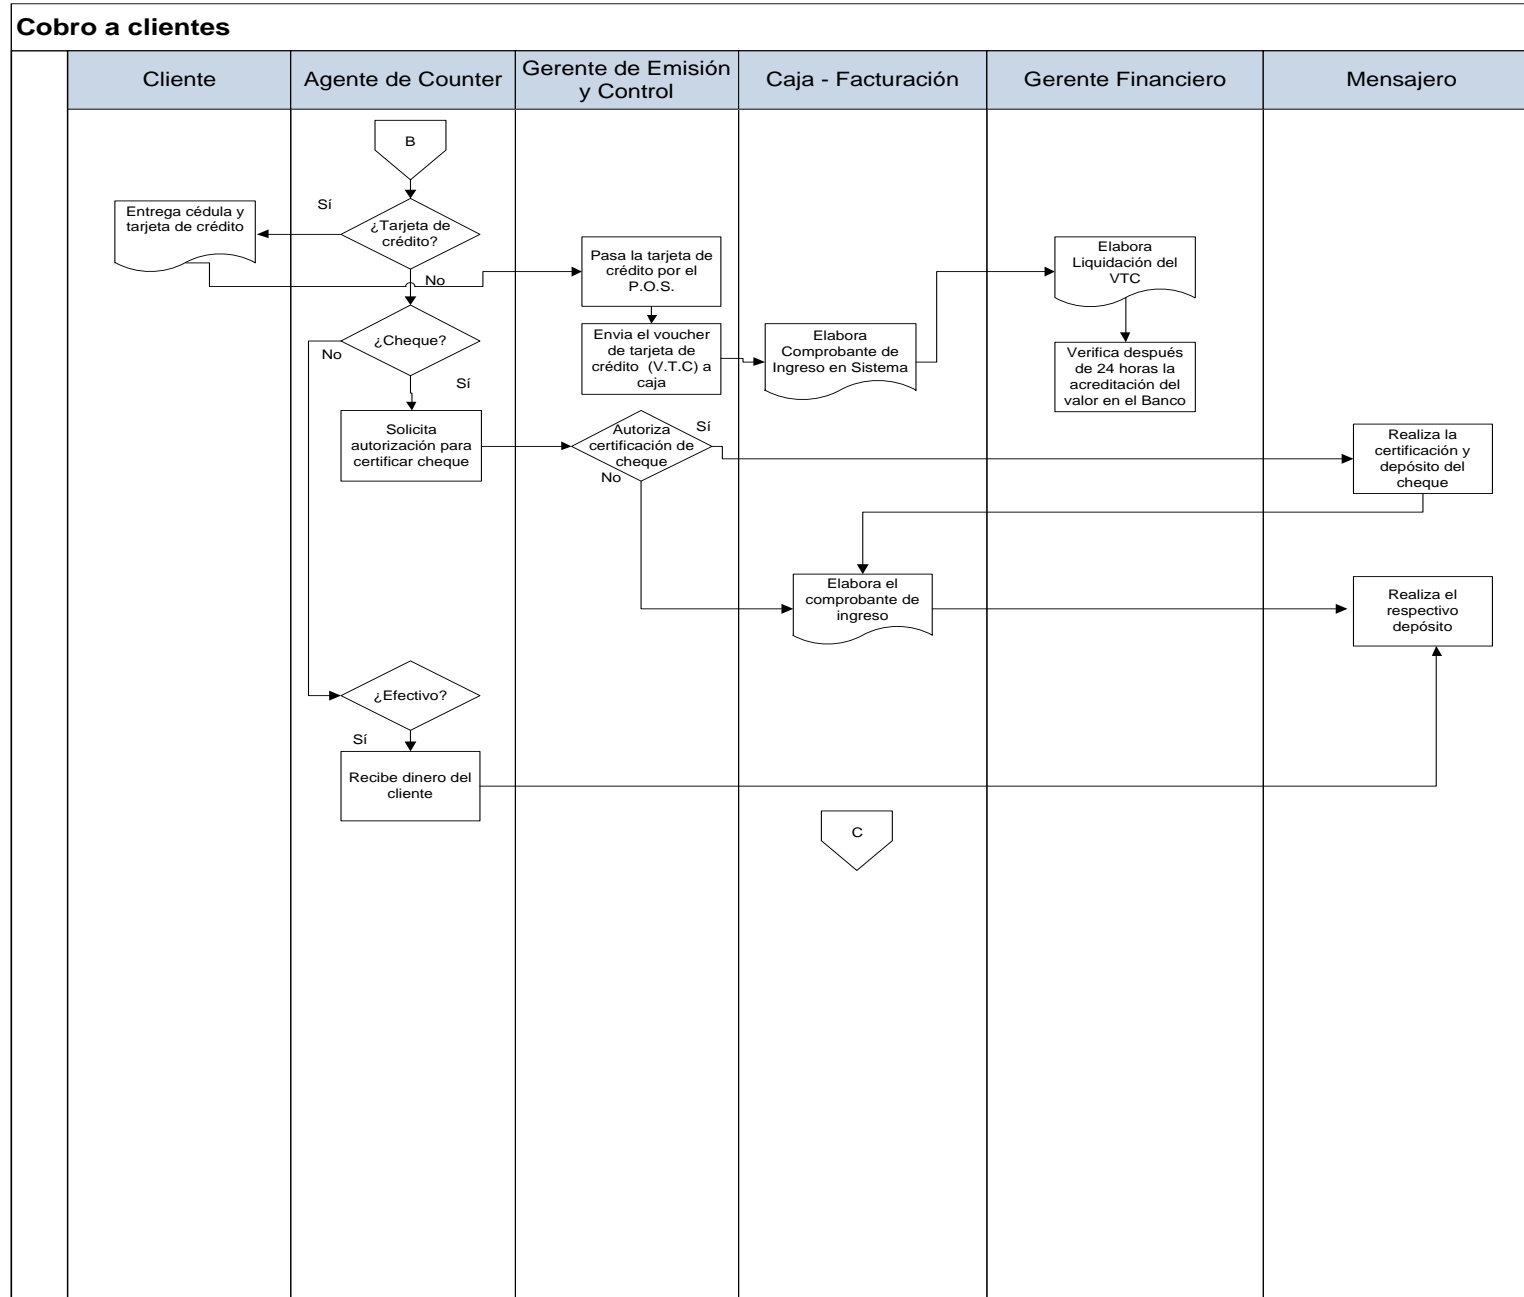 Cobro a clientes
Cliente
Agente de Counter
Gerente de Emisión
y Control
Caja - Facturación
Gerente Financiero
Mensajero
B
Sí
¿Tarjeta de
crédito?
Entrega cédula y
tarjeta de crédito
No
Pasa la tarjeta de
crédito por el
P.O.S.
Elabora
Liquidación del
VTC
¿Cheque?
No
Sí
Envia el voucher
de tarjeta de
crédito (V.T.C) a
caja
Elabora
Comprobante de
Ingreso en Sistema
Verifica después
de 24 horas la
acreditación del
valor en el Banco
Solicita
autorización para
certificar cheque
Autoriza
certificación de
cheque
Sí
No
Realiza la
certificación y
depósito del
cheque
Elabora el
comprobante de
ingreso
Realiza el
respectivo
depósito
¿Efectivo?
Sí
Recibe dinero del
cliente
C